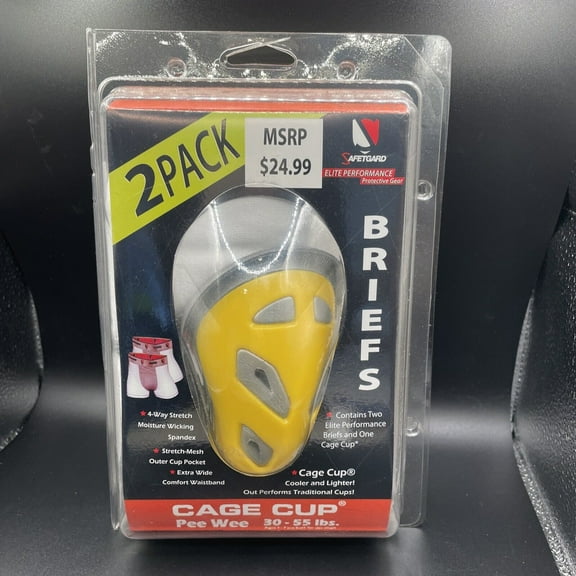 2PACK
MSRP
$24.99
SAFETGARD
ELITE PERFORMANCE
Protective Gear
BRIEFS
★ 4-Way Stretch
Moisture Wicking
Spandex
★ Stretch-Mesh
Outer Cup Pocket
★ Extra Wide
Comfort Waistband
★ Contains Two
Elite Performance
Briefs and One
Cage Cup®
★ Cage Cup®
Cooler and Lighter!
Out Performs Traditional Cups!
CAGE CUP®
Pee Wee 30 - 55 lbs.